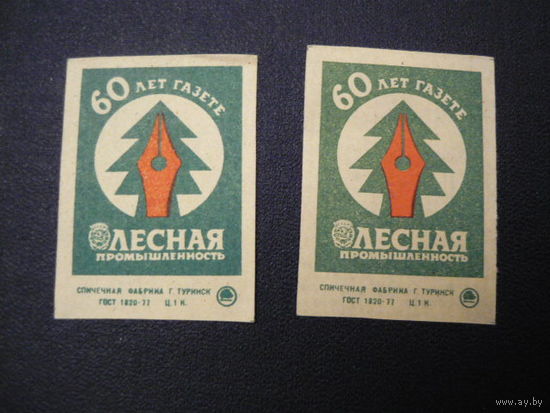 60 ЛЕТ ГАЗЕТЕ
ЛЕСНАЯ
ПРОМЫШЛЕННОСТЬ
СПИЧЕЧНАЯ ФАБРИКА Г. ТУРИНСК
ГОСТ 1820-77 Ц. 1 К.
60 ЛЕТ ГАЗЕТЕ
ЛЕСНАЯ
ПРОМЫШЛЕННОСТЬ
СПИЧЕЧНАЯ ФАБРИКА Г. ТУРИНСК
ГОСТ 1820-77 Ц. 1 К.
www.ay.by